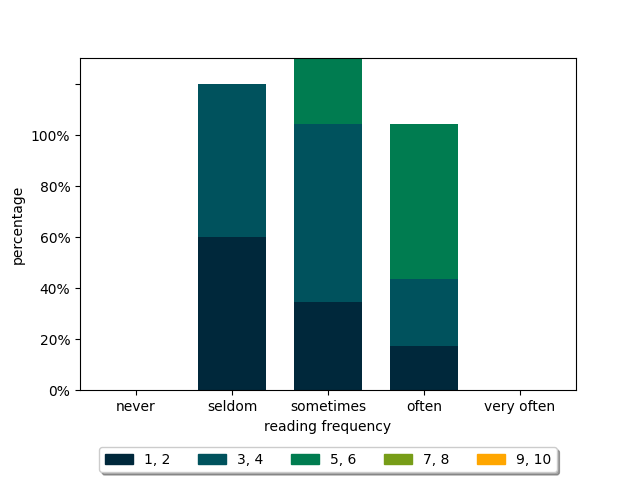 percentage
100%
80%
60%
40%
20%
0%
never seldom sometimes often very often
reading frequency
1, 2 3, 4 5, 6 7, 8 9, 10